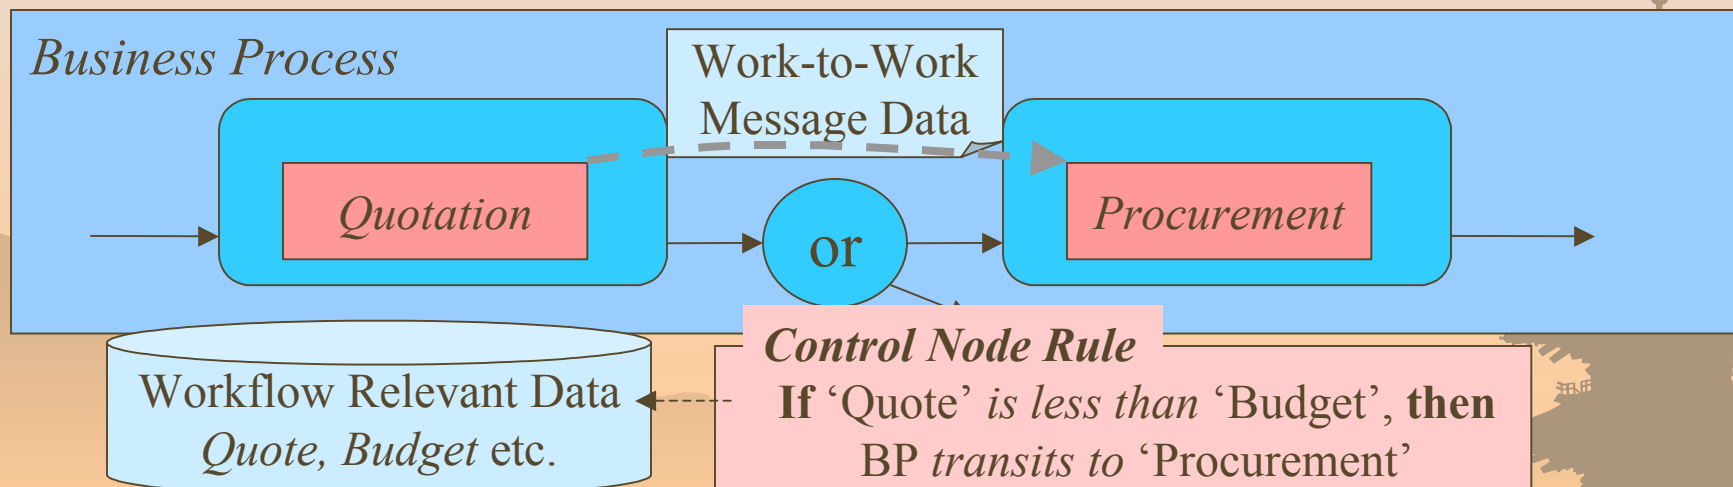 Business Process
Work-to-Work
Message Data
Quotation
or
Procurement
Workflow Relevant Data
Quote, Budget etc.
Control Node Rule
If ‘Quote’ is less than ‘Budget’, then
BP transits to ‘Procurement’